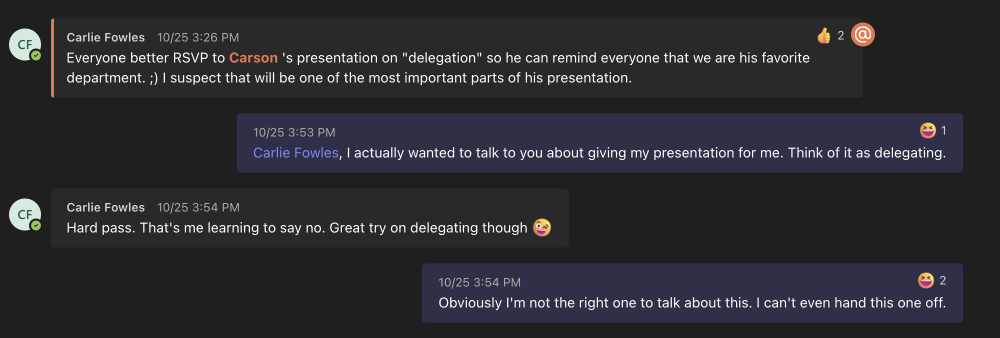 CF
Carlie Fowles 10/25 3:26 PM 👍 2 @
Everyone better RSVP to Carson 's presentation on "delegation" so he can remind everyone that we are his favorite
department. ;) I suspect that will be one of the most important parts of his presentation.
10/25 3:53 PM 😆 1
Carlie Fowles, I actually wanted to talk to you about giving my presentation for me. Think of it as delegating.
CF
Carlie Fowles 10/25 3:54 PM
Hard pass. That's me learning to say no. Great try on delegating though 😜
10/25 3:54 PM 😆 2
Obviously I'm not the right one to talk about this. I can't even hand this one off.